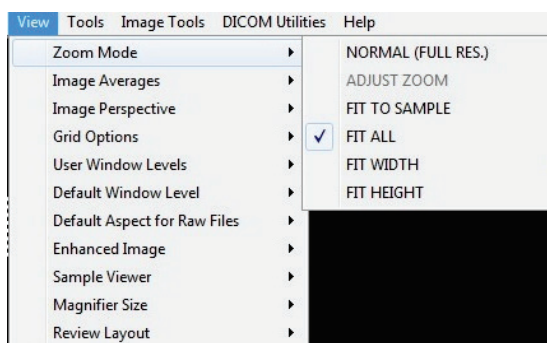 View Tools Image Tools DICOM Utilities Help
Zoom Mode
Image Averages
Image Perspective
Grid Options
User Window Levels
Default Window Level
Default Aspect for Raw Files
Enhanced Image
Sample Viewer
Magnifier Size
Review Layout
NORMAL (FULL RES.)
ADJUST ZOOM
FIT TO SAMPLE
FIT ALL
FIT WIDTH
FIT HEIGHT